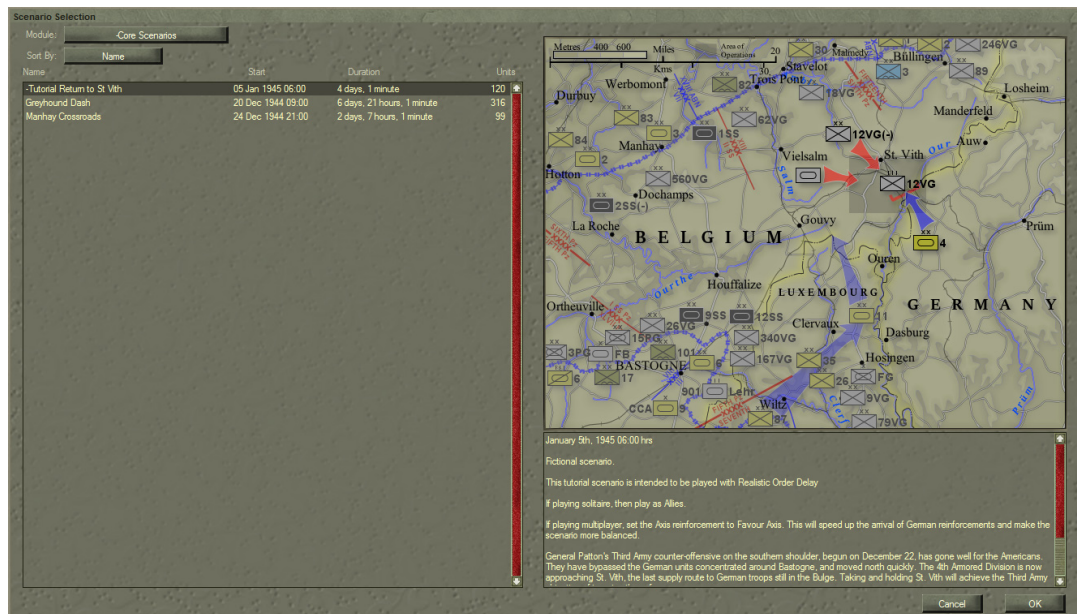 Scenario Selection
Module: -Core Scenarios
Sort By: Name
Name Start Duration Units
-Tutorial Return to St Vith 05 Jan 1945 06:00 4 days, 1 minute 120
Greyhound Dash 20 Dec 1944 09:00 6 days, 21 hours, 1 minute 316
Manhay Crossroads 24 Dec 1944 21:00 2 days, 7 hours, 1 minute 99
Metres 400 600 Miles Area of Operations 20
Kms 30
30 Malmedy 1 2 246VG
Büllingen
Stavelot 3 89
Werbomont 82 Trois Ponts
Losheim
Durbuy 18VG
Manderfeld
83 62VG
84 3 1SS 12VG(-)
Manhay Our Auw
2 Vielsalm St. Vith
Hotton 560VG 12VG
Salm
2SS(-) Dochamps
La Roche Gouvy Prüm
BELGIUM 4
Ouren
Ourthe Houffalize
LUXEMBOURG
GERMANY
Ortheuville 9SS 12SS 11
26VG Clervaux Dasburg
15PG 340VG
3PG FB 101 6 167VG 35 Hosingen
BASTOGNE
6 17 26 FG
901 Lehr 9VG
Wiltz Clerf Prüm
CCA 9 87 79VG
January 5th, 1945 06:00 hrs
Fictional scenario.
This tutorial scenario is intended to be played with Realistic Order Delay
If playing solitaire, then play as Allies.
If playing multiplayer, set the Axis reinforcement to Favour Axis. This will speed up the arrival of German reinforcements and make the
scenario more balanced.
General Patton's Third Army counter-offensive on the southern shoulder, begun on December 22, has gone well for the Americans.
They have bypassed the German units concentrated around Bastogne, and moved north quickly. The 4th Armored Division is now
approaching St. Vith, the last supply route to German troops still in the Bulge. Taking and holding St. Vith will achieve the Third Army
Cancel OK